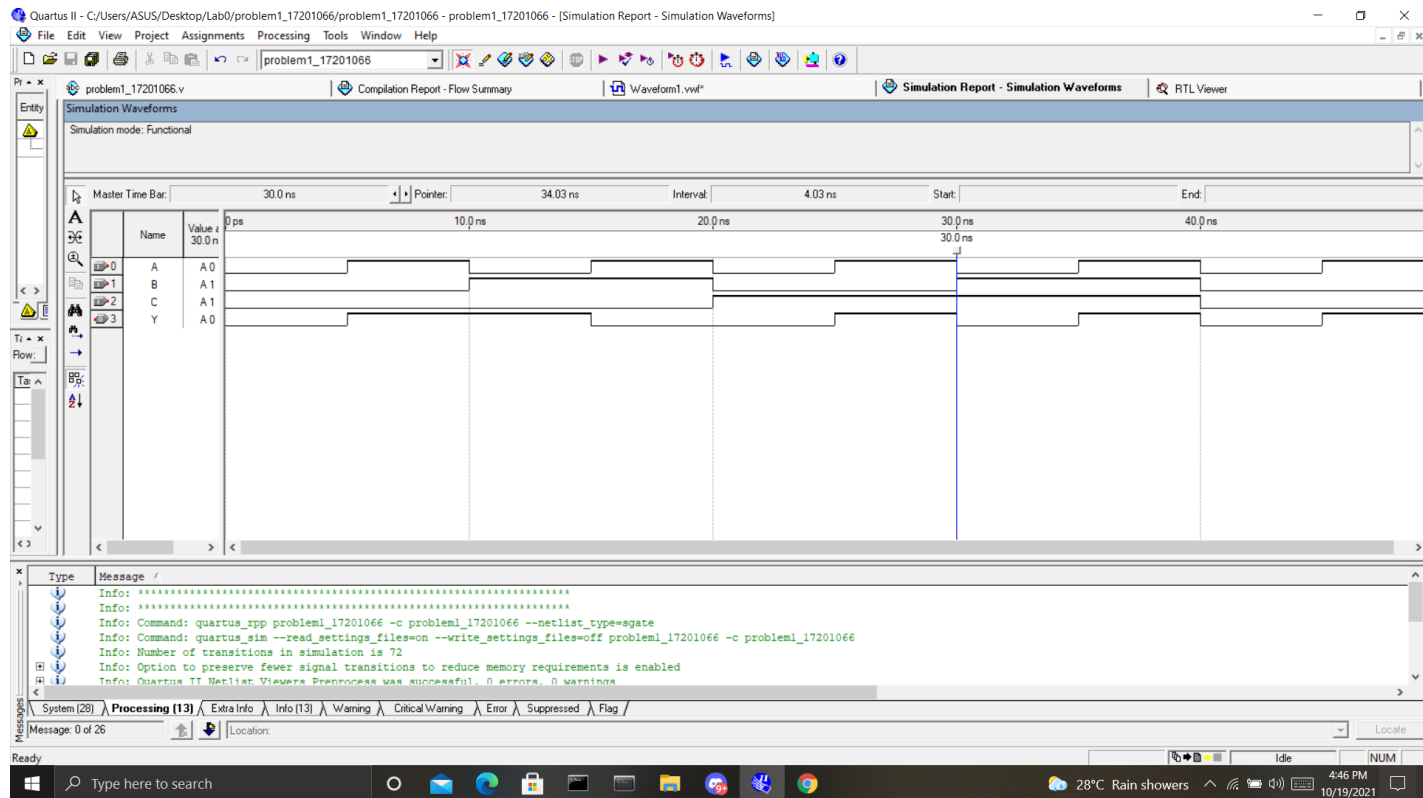 Quartus II - C:/Users/ASUS/Desktop/Lab0/problem1_17201066/problem1_17201066 - problem1_17201066 - [Simulation Report - Simulation Waveforms]
File Edit View Project Assignments Processing Tools Window Help
problem1_17201066
problem1_17201066.v Compilation Report - Flow Summary Waveform1.vwf* Simulation Report - Simulation Waveforms RTL Viewer
Entity
Simulation Waveforms
Simulation mode: Functional
Master Time Bar: 30.0 ns Pointer: 34.03 ns Interval: 4.03 ns Start: End:
Name
Value a
30.0 n
0 ps 10.0 ns 20.0 ns 30.0 ns 40.0 ns
30.0 ns
0 A A 0
1 B A 1
2 C A 1
3 Y A 0
Flow:
Type Message
Info: *******************************************************************
Info: *******************************************************************
Info: Command: quartus_rpp problem1_17201066 -c problem1_17201066 --netlist_type=sgate
Info: Command: quartus_sim --read_settings_files=on --write_settings_files=off problem1_17201066 -c problem1_17201066
Info: Number of transitions in simulation is 72
Info: Option to preserve fewer signal transitions to reduce memory requirements is enabled
Info: Quartus II Netlist Viewers Preprocess was successful. 0 errors, 0 warnings
System (28) Processing (13) Extra Info Info (13) Warning Critical Warning Error Suppressed Flag
Messages
Message: 0 of 26 Location: Locate
Ready Idle NUM
Type here to search 28°C Rain showers 4:46 PM
10/19/2021